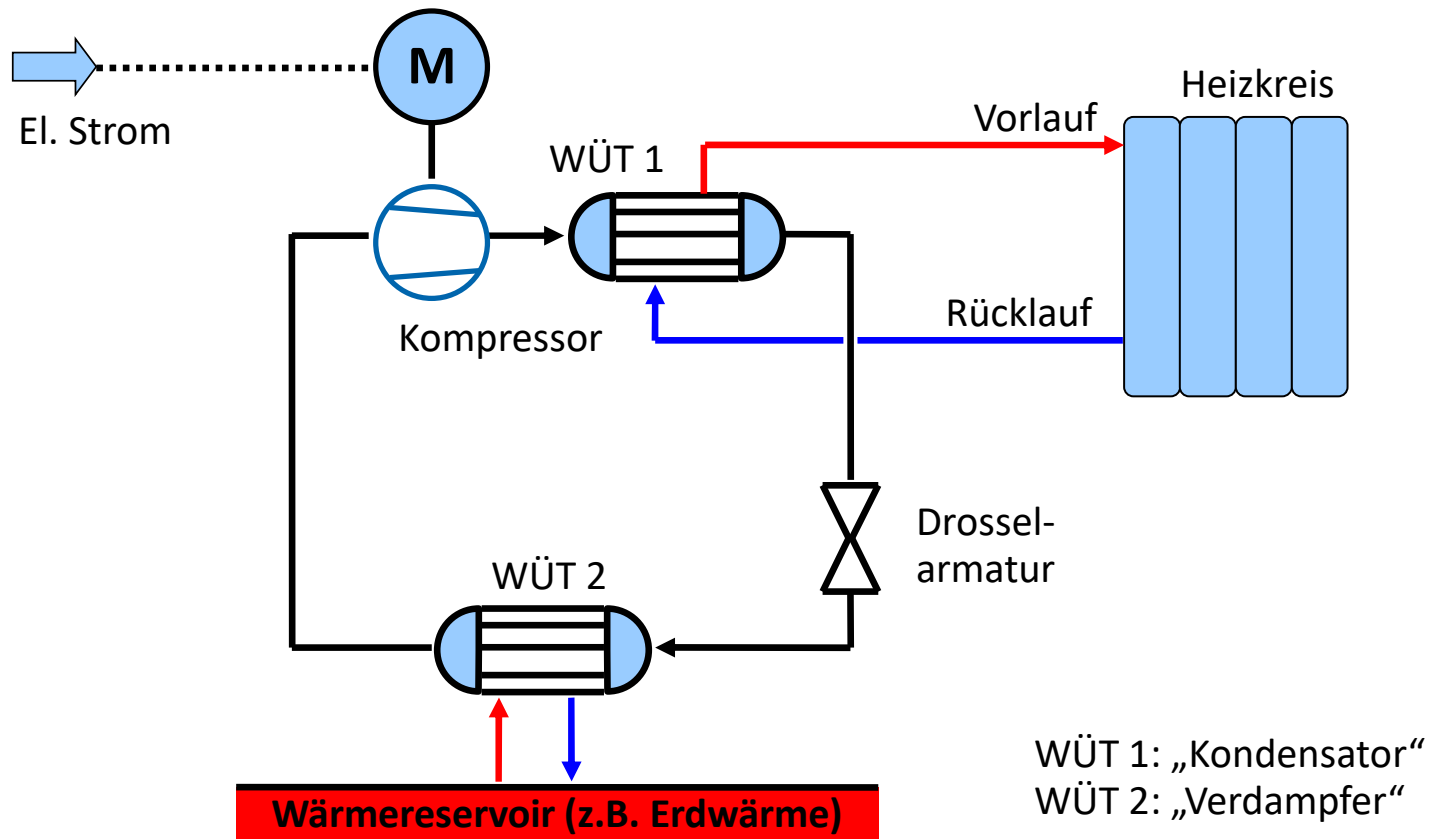 M
El. Strom
Heizkreis
Vorlauf
WÜT 1
Rücklauf
Kompressor
Drossel-
armatur
WÜT 2
WÜT 1: „Kondensator“
WÜT 2: „Verdampfer“
Wärmereservoir (z.B. Erdwärme)